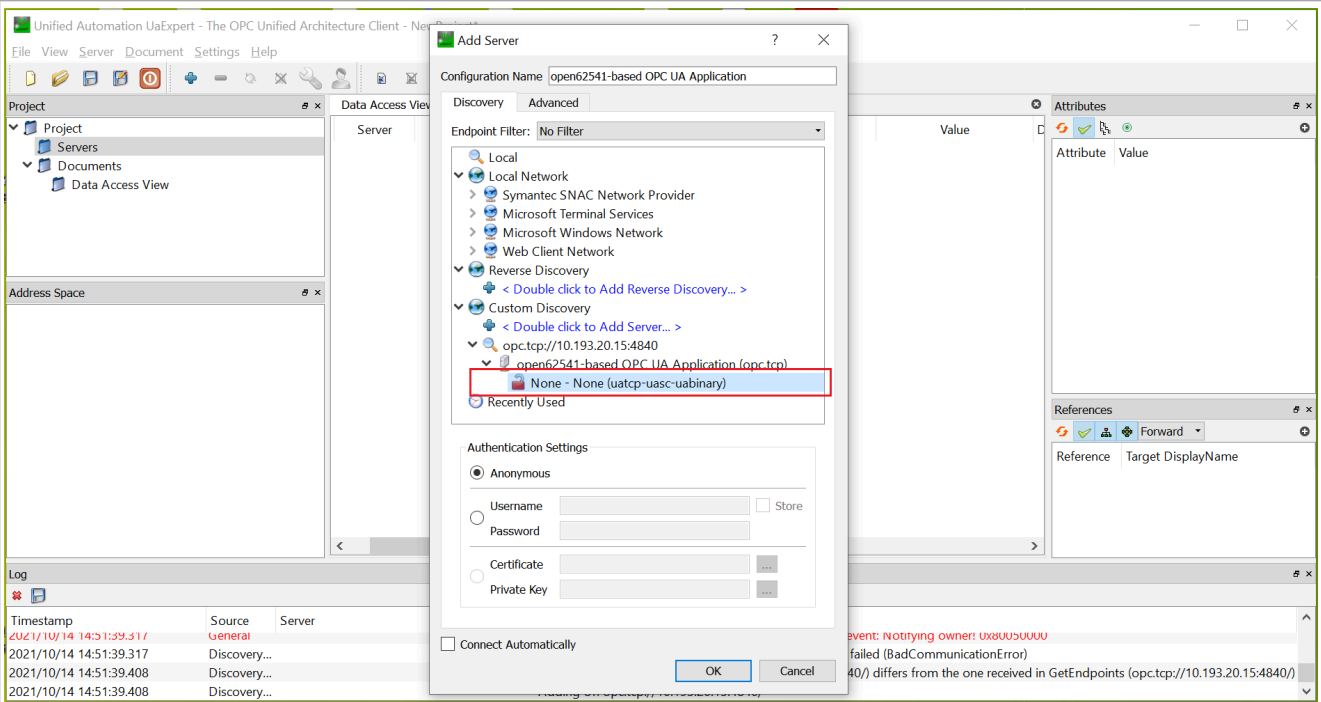 Unified Automation UaExpert - The OPC Unified Architecture Client - New
File View Server Document Settings Help
Project
Project
Servers
Documents
Data Access View
Address Space
Data Access View
Server
Value
D
Attributes
Attribute Value
References
Forward
Reference Target DisplayName
Add Server
?
Configuration Name open62541-based OPC UA Application
Discovery Advanced
Endpoint Filter: No Filter
Local
Local Network
Symantec SNAC Network Provider
Microsoft Terminal Services
Microsoft Windows Network
Web Client Network
Reverse Discovery
< Double click to Add Reverse Discovery... >
Custom Discovery
< Double click to Add Server... >
opc.tcp://10.193.20.15:4840
open62541-based OPC UA Application (opc.tcp)
None - None (uatcp-uasc-uabinary)
Recently Used
Authentication Settings
Anonymous
Username
Store
Password
Certificate
...
Private Key
...
Connect Automatically
OK Cancel
Log
Timestamp Source Server
2021/10/14 14:51:39.317 General event: Notifying owner! 0x80050000
2021/10/14 14:51:39.317 Discovery... failed (BadCommunicationError)
2021/10/14 14:51:39.408 Discovery... 40/) differs from the one received in GetEndpoints (opc.tcp://10.193.20.15:4840/)
2021/10/14 14:51:39.408 Discovery...